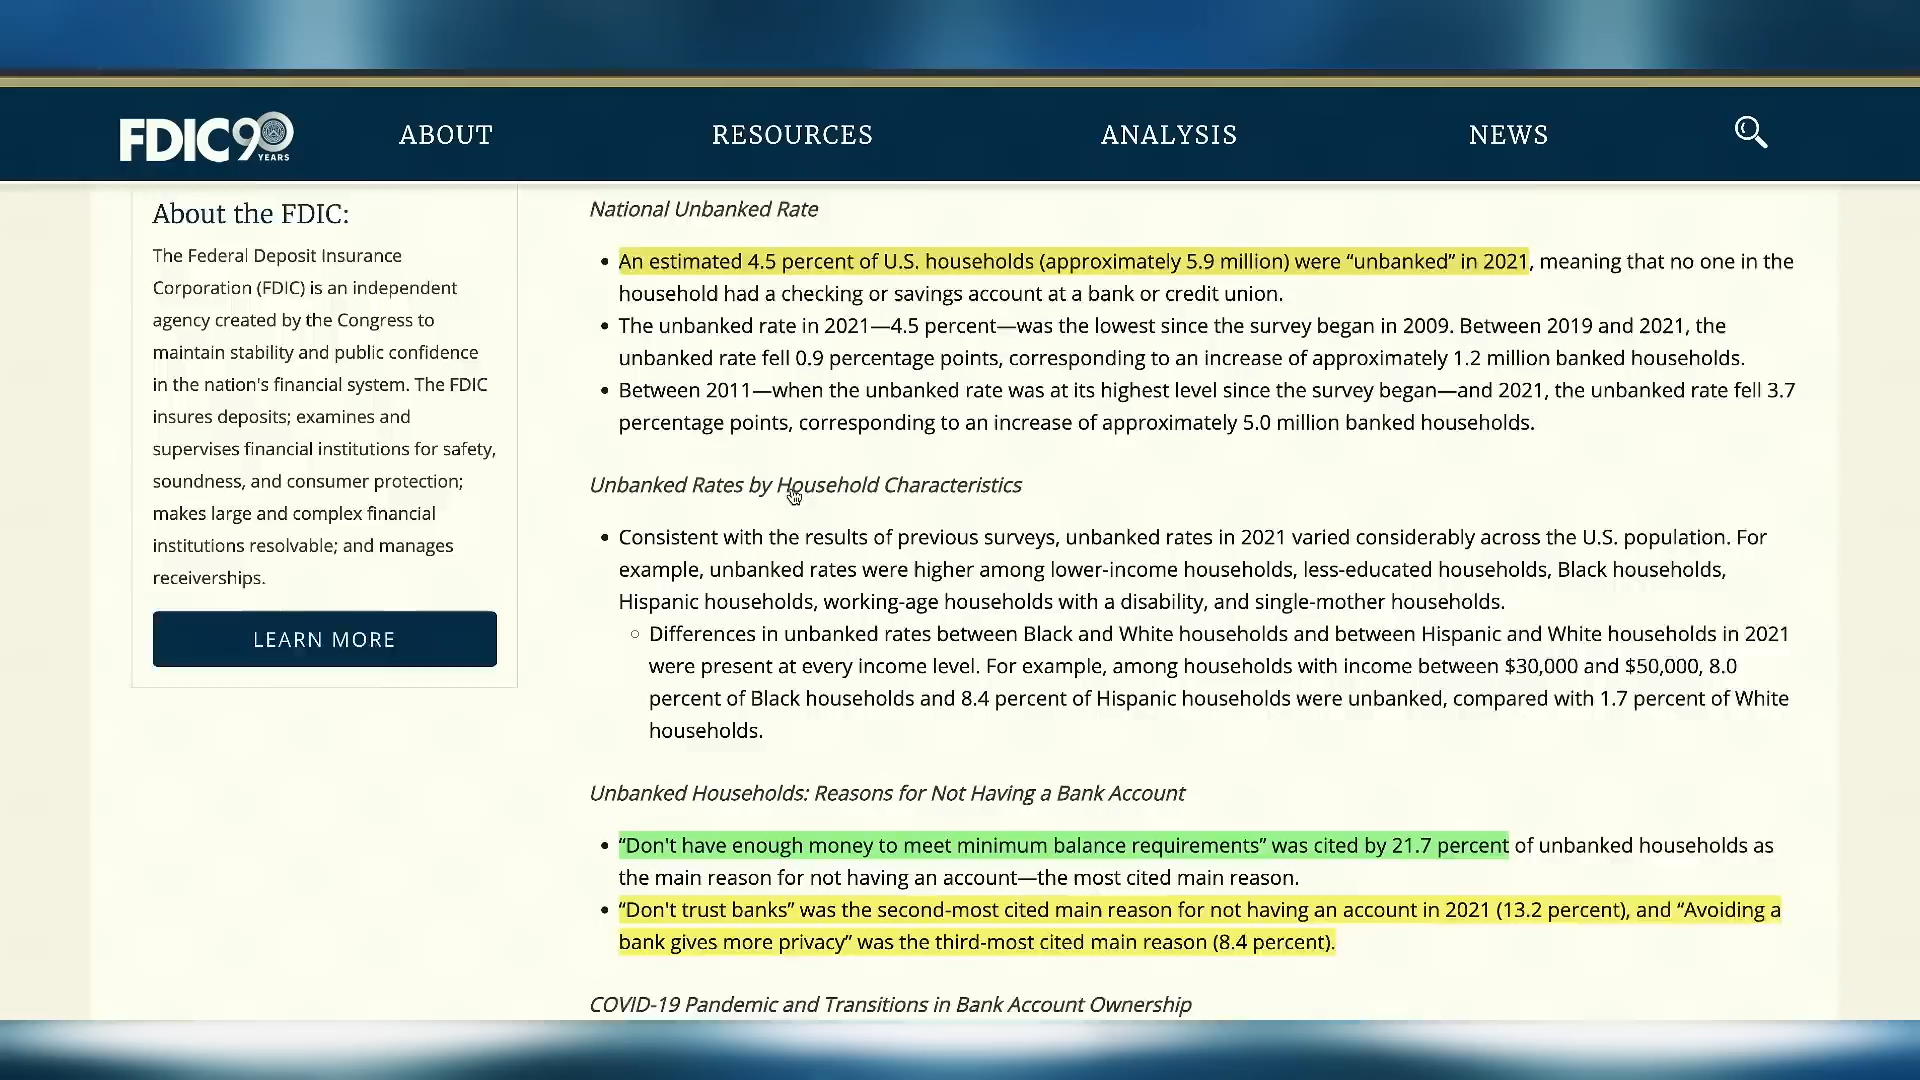 FDIC 90 YEARS
ABOUT
RESOURCES
ANALYSIS
NEWS
About the FDIC:
The Federal Deposit Insurance
Corporation (FDIC) is an independent
agency created by the Congress to
maintain stability and public confidence
in the nation's financial system. The FDIC
insures deposits; examines and
supervises financial institutions for safety,
soundness, and consumer protection;
makes large and complex financial
institutions resolvable; and manages
receiverships.
LEARN MORE
National Unbanked Rate
• An estimated 4.5 percent of U.S. households (approximately 5.9 million) were “unbanked” in 2021, meaning that no one in the
household had a checking or savings account at a bank or credit union.
• The unbanked rate in 2021—4.5 percent—was the lowest since the survey began in 2009. Between 2019 and 2021, the
unbanked rate fell 0.9 percentage points, corresponding to an increase of approximately 1.2 million banked households.
• Between 2011—when the unbanked rate was at its highest level since the survey began—and 2021, the unbanked rate fell 3.7
percentage points, corresponding to an increase of approximately 5.0 million banked households.
Unbanked Rates by Household Characteristics
• Consistent with the results of previous surveys, unbanked rates in 2021 varied considerably across the U.S. population. For
example, unbanked rates were higher among lower-income households, less-educated households, Black households,
Hispanic households, working-age households with a disability, and single-mother households.
○ Differences in unbanked rates between Black and White households and between Hispanic and White households in 2021
were present at every income level. For example, among households with income between $30,000 and $50,000, 8.0
percent of Black households and 8.4 percent of Hispanic households were unbanked, compared with 1.7 percent of White
households.
Unbanked Households: Reasons for Not Having a Bank Account
• “Don't have enough money to meet minimum balance requirements” was cited by 21.7 percent of unbanked households as
the main reason for not having an account—the most cited main reason.
• “Don't trust banks” was the second-most cited main reason for not having an account in 2021 (13.2 percent), and “Avoiding a
bank gives more privacy” was the third-most cited main reason (8.4 percent).
COVID-19 Pandemic and Transitions in Bank Account Ownership